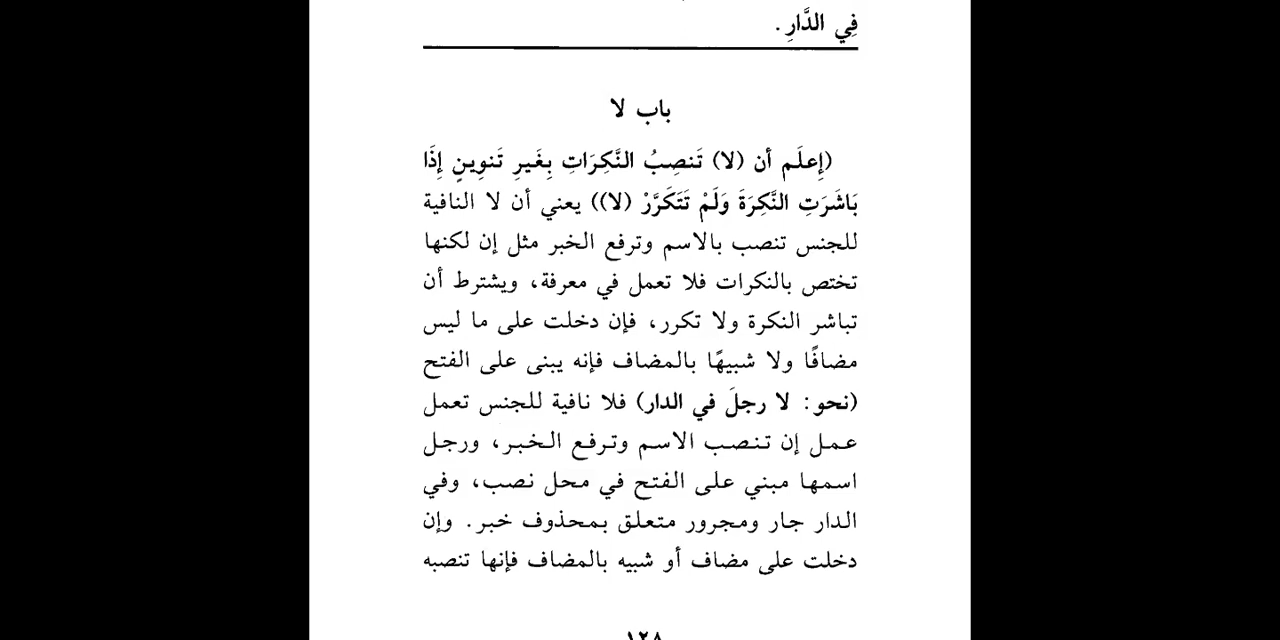 فِي الدَّارِ .
باب لا
(إِعلَم أن (لا) تَنصِبُ النَّكِرَاتِ بِغَيرِ تَنوِينٍ إِذَا
بَاشَرَتِ النَّكِرَةَ وَلَمْ تَتَكَرَّرْ (لا)) يعني أن لا النافية
للجنس تنصب بالاسم وترفع الخبر مثل إن لكنها
تختص بالنكرات فلا تعمل في معرفة، ويشترط أن
تباشر النكرة ولا تكرر، فإن دخلت على ما ليس
مضافًا ولا شبيهًا بالمضاف فإنه يبنى على الفتح
(نحو: لا رجلَ في الدار) فلا نافية للجنس تعمل
عمل إن تنصب الاسم وترفع الخبر، ورجل
اسمها مبني على الفتح في محل نصب، وفي
الدار جار ومجرور متعلق بمحذوف خبر. وإن
دخلت على مضاف أو شبيه بالمضاف فإنها تنصبه
١٢٨